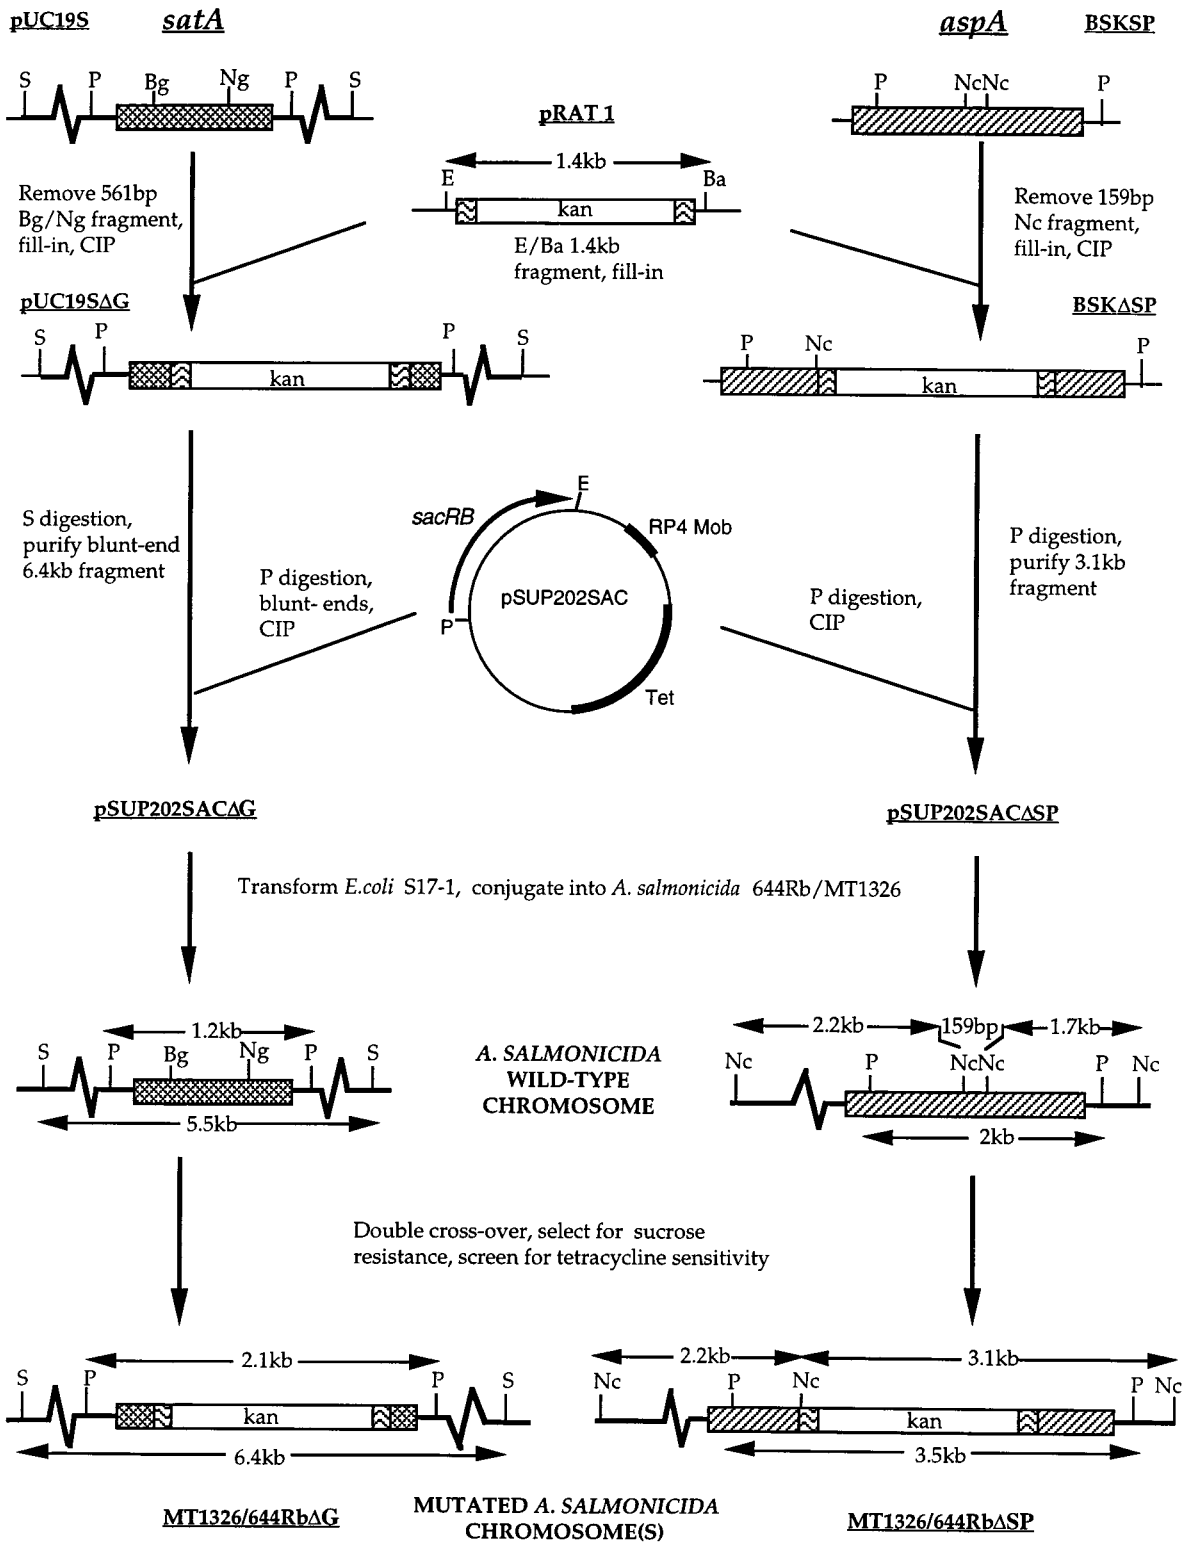 pUC19S satA aspA BSKSP
S P Bg Ng P S
P Nc Nc P
pRAT 1
1.4kb
E Ba
kan
E/Ba 1.4kb
fragment, fill-in
Remove 561bp
Bg/Ng fragment,
fill-in, CIP
Remove 159bp
Nc fragment,
fill-in, CIP
pUC19SΔG
S P P S
kan
BSKΔSP
P Nc P
kan
S digestion,
purify blunt-end
6.4kb fragment
P digestion,
blunt- ends,
CIP
sacRB
E
RP4 Mob
pSUP202SAC
P
Tet
P digestion,
CIP
P digestion,
purify 3.1kb
fragment
pSUP202SACΔG
pSUP202SACΔSP
Transform E.coli S17-1, conjugate into A. salmonicida 644Rb/MT1326
1.2kb
S P Bg Ng P S
5.5kb
A. SALMONICIDA
WILD-TYPE
CHROMOSOME
2.2kb 159bp 1.7kb
Nc P Nc Nc P Nc
2kb
Double cross-over, select for sucrose
resistance, screen for tetracycline sensitivity
2.1kb
S P P S
kan
6.4kb
2.2kb 3.1kb
Nc P Nc P Nc
kan
3.5kb
MT1326/644RbΔG
MUTATED A. SALMONICIDA
CHROMOSOME(S)
MT1326/644RbΔSP